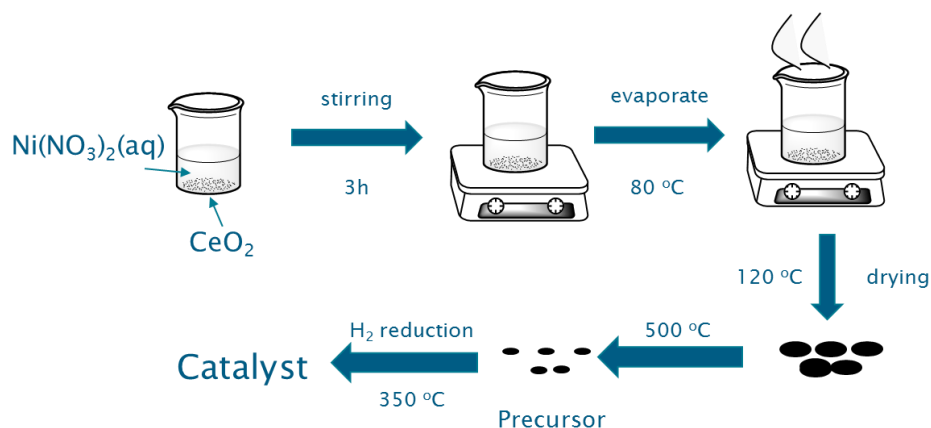 Ni(NO₃)₂(aq)
CeO₂
stirring
3h
evaporate
80 ºC
120 ºC
drying
500 ºC
Precursor
H₂ reduction
350 ºC
Catalyst